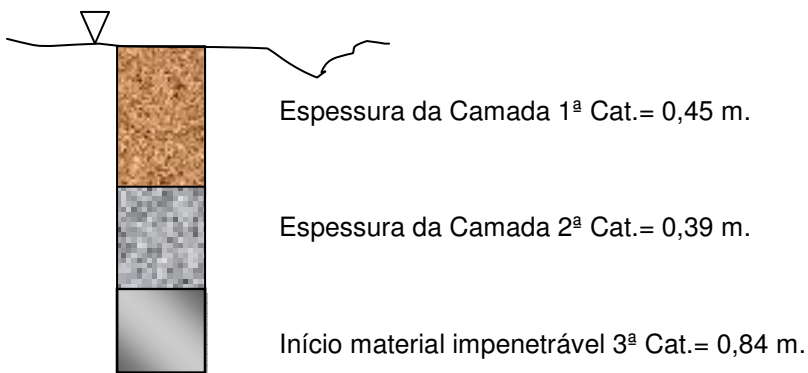 Espessura da Camada 1ª Cat.= 0,45 m.
Espessura da Camada 2ª Cat.= 0,39 m.
Início material impenetrável 3ª Cat.= 0,84 m.